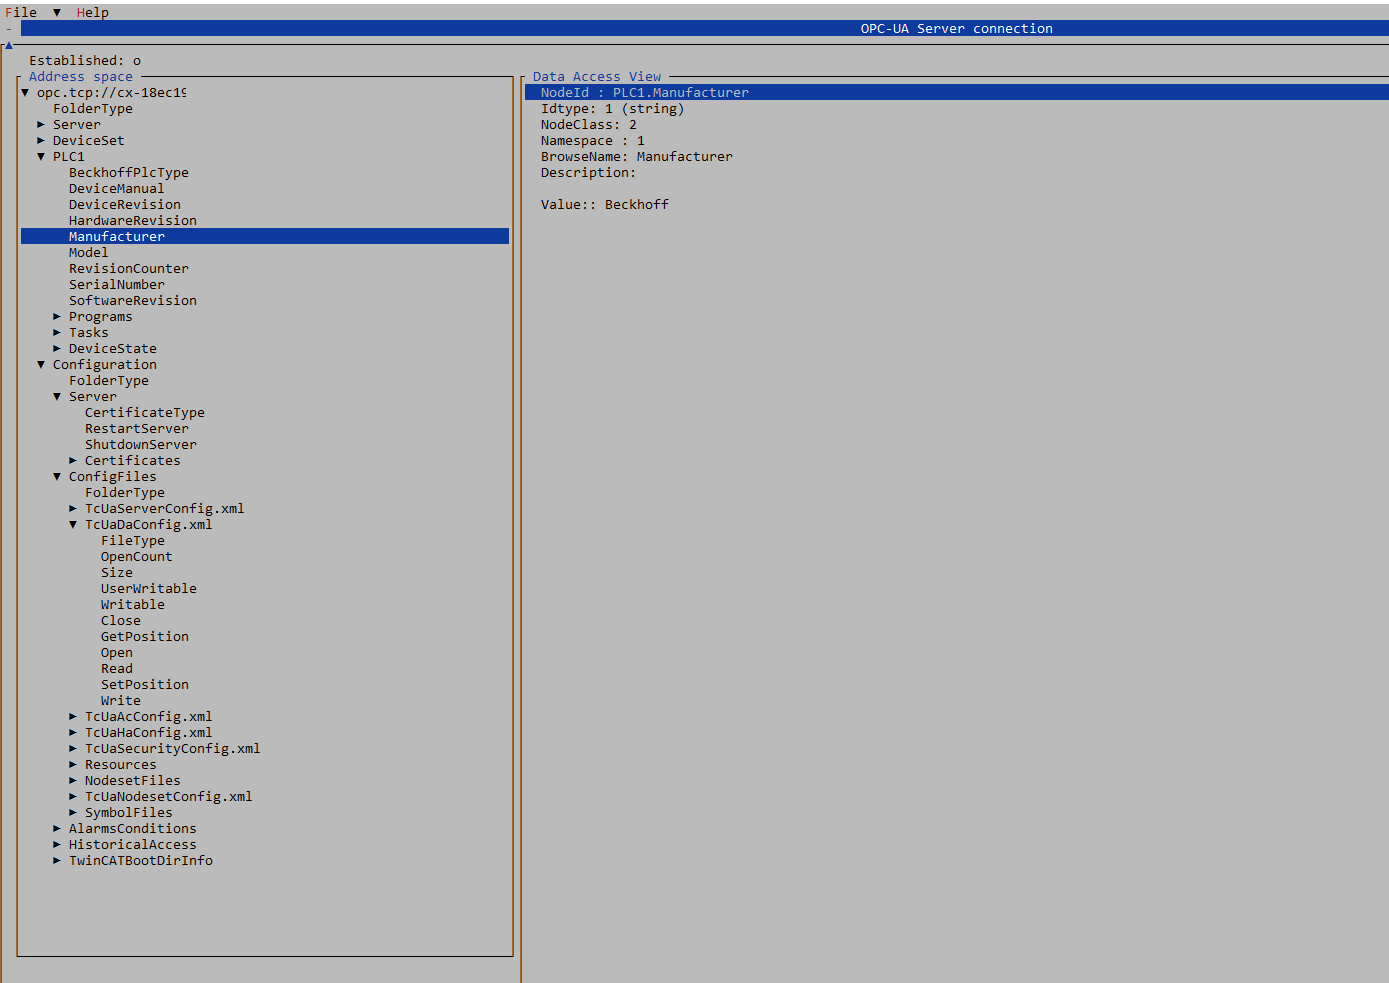 File ▼ Help
- OPC-UA Server connection
Established: o
Address space
▼ opc.tcp://cx-18ec19
FolderType
► Server
► DeviceSet
▼ PLC1
BeckhoffPlcType
DeviceManual
DeviceRevision
HardwareRevision
Manufacturer
Model
RevisionCounter
SerialNumber
SoftwareRevision
► Programs
► Tasks
► DeviceState
▼ Configuration
FolderType
▼ Server
CertificateType
RestartServer
ShutdownServer
► Certificates
▼ ConfigFiles
FolderType
► TcUaServerConfig.xml
▼ TcUaDaConfig.xml
FileType
OpenCount
Size
UserWritable
Writable
Close
GetPosition
Open
Read
SetPosition
Write
► TcUaAcConfig.xml
► TcUaHaConfig.xml
► TcUaSecurityConfig.xml
► Resources
► NodesetFiles
► TcUaNodesetConfig.xml
► SymbolFiles
► AlarmsConditions
► HistoricalAccess
► TwinCATBootDirInfo
Data Access View
NodeId : PLC1.Manufacturer
Idtype: 1 (string)
NodeClass: 2
Namespace : 1
BrowseName: Manufacturer
Description:
Value:: Beckhoff